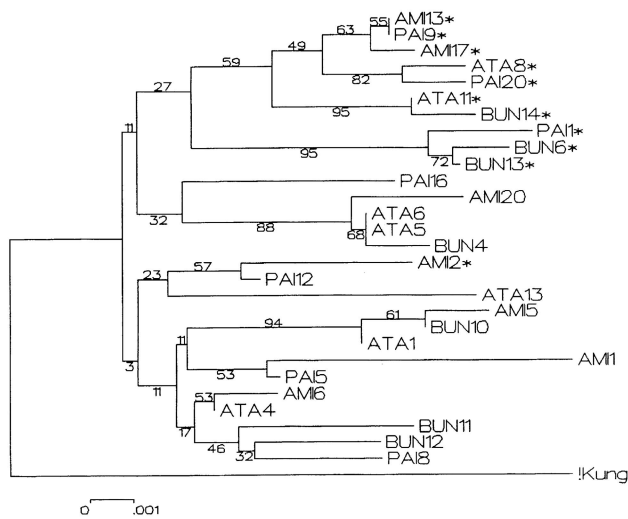 55 AMI13*
63 PAI9*
49 AMI17*
59 ATA8*
82 PAI20*
27 ATA11*
95 BUN14*
11 PAI1*
95 BUN6*
72 BUN13*
PAI16
32 AMI20
88 ATA6
ATA5
68 BUN4
57 AMI2*
23 PAI12
ATA13
61 AMI5
94 BUN10
11 ATA1
3 AMI1
53 PAI5
11 53 AMI6
ATA4
17 BUN11
46 BUN12
32 PAI8
!Kung
0 .001